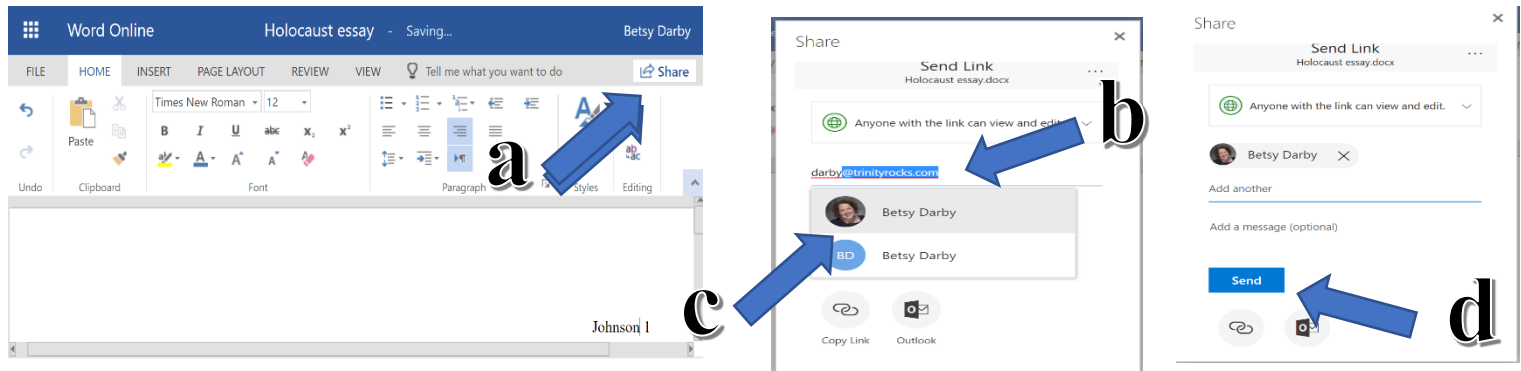 Word Online Holocaust essay - Saving... Betsy Darby
FILE HOME INSERT PAGE LAYOUT REVIEW VIEW Tell me what you want to do Share
Times New Roman 12
Paste
B I U abc x₂ x²
A A A
Undo Clipboard Font Paragraph Styles Editing
a
Johnson 1
Share
Send Link
Holocaust essay.docx
...
Anyone with the link can view and edit.
b
darby@trinityrocks.com
Betsy Darby
BD Betsy Darby
c
Copy Link Outlook
Share
Send Link
Holocaust essay.docx
...
Anyone with the link can view and edit.
Betsy Darby
Add another
Add a message (optional)
Send
d